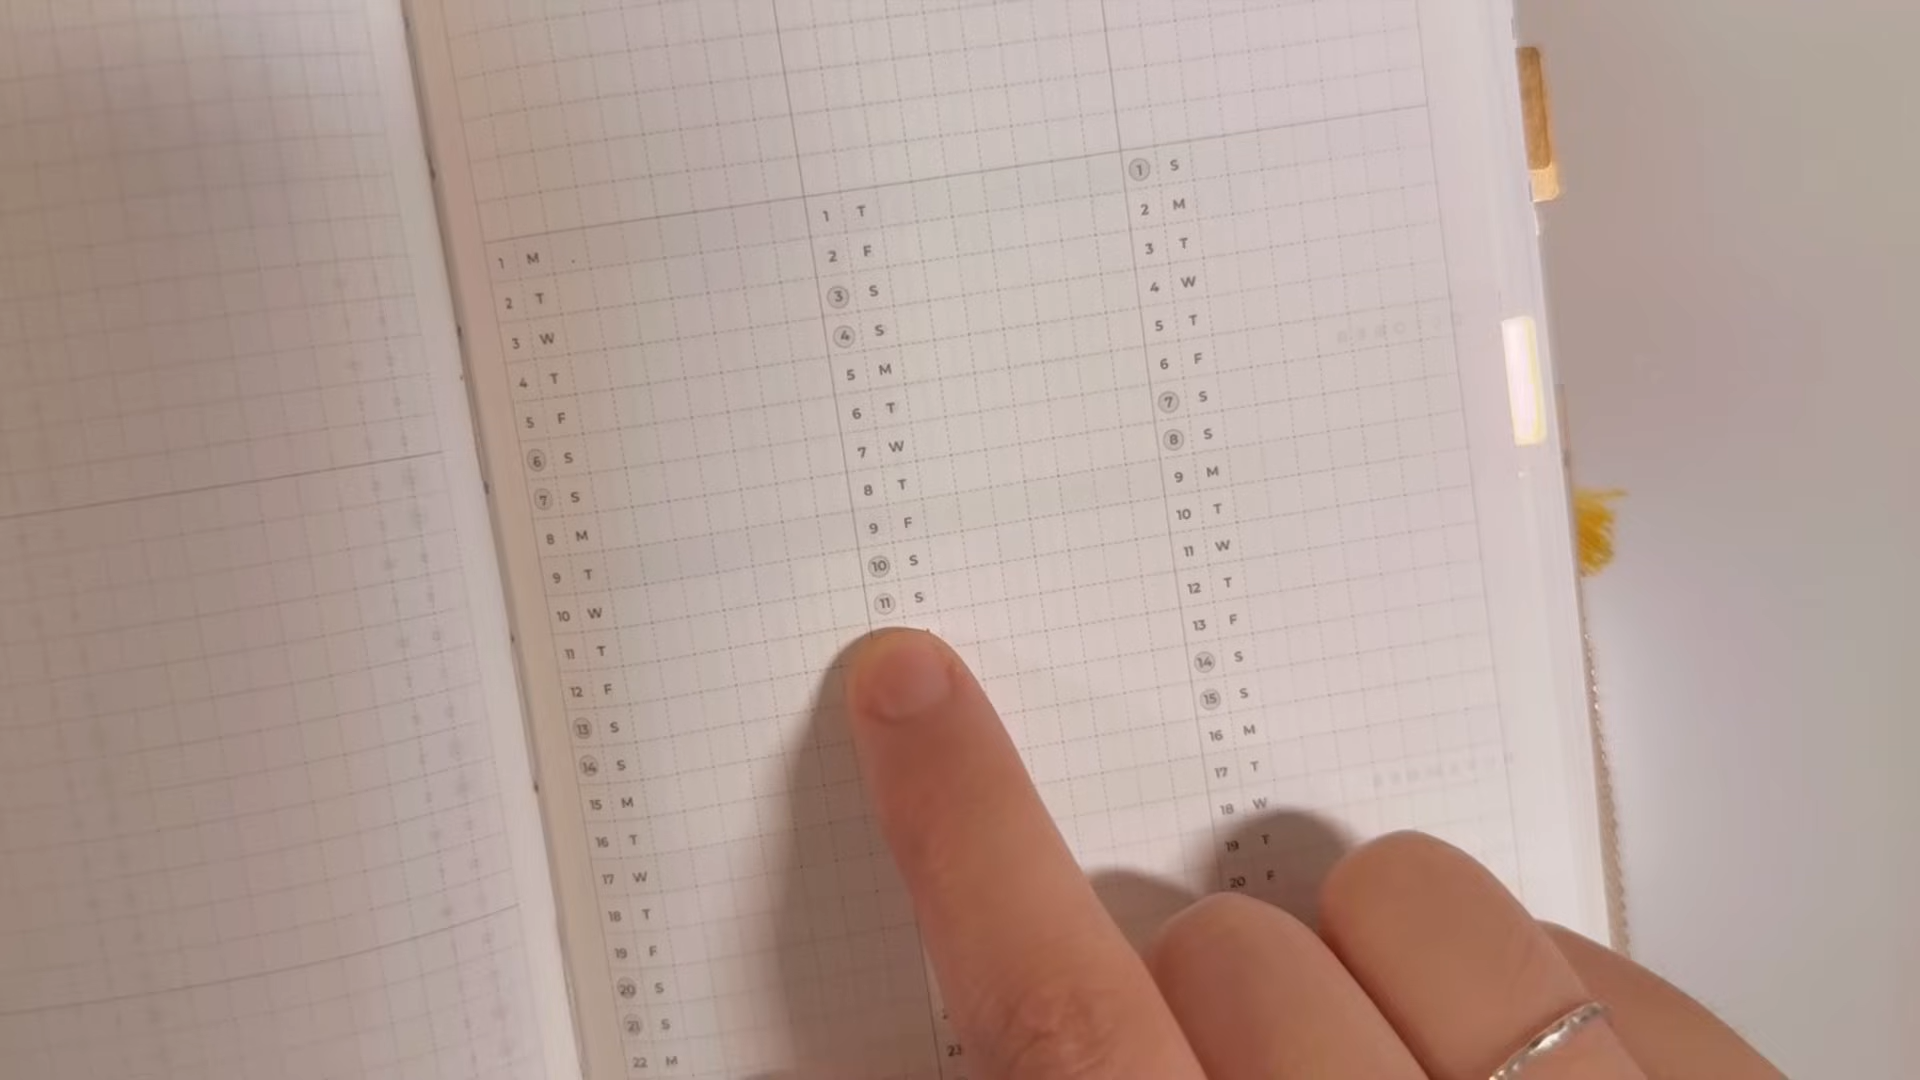 1 M
2 T
3 W
4 T
5 F
6 S
7 S
8 M
9 T
10 W
11 T
12 F
13 S
14 S
15 M
16 T
17 W
18 T
19 F
20 S
21 S
22 M
1 T
2 F
3 S
4 S
5 M
6 T
7 W
8 T
9 F
10 S
11 S
23
1 S
2 M
3 T
4 W
5 T
6 F
7 S
8 S
9 M
10 T
11 W
12 T
13 F
14 S
15 S
16 M
17 T
18 W
19 T
20 F